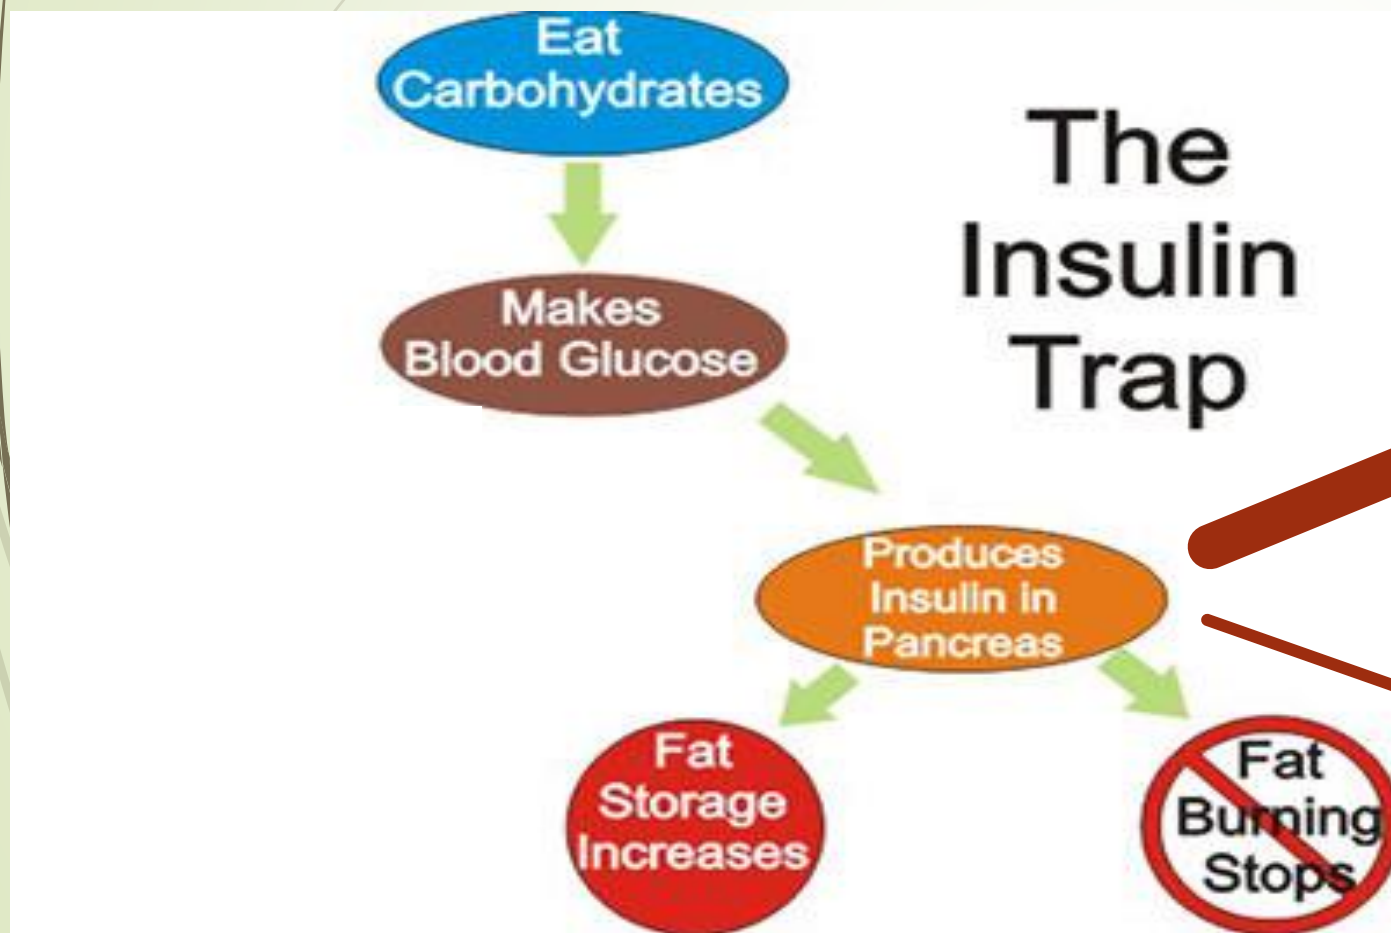 Eat
Carbohydrates
The
Insulin
Trap
Makes
Blood Glucose
Produces
Insulin in
Pancreas
Fat
Storage
Increases
Fat
Burning
Stops